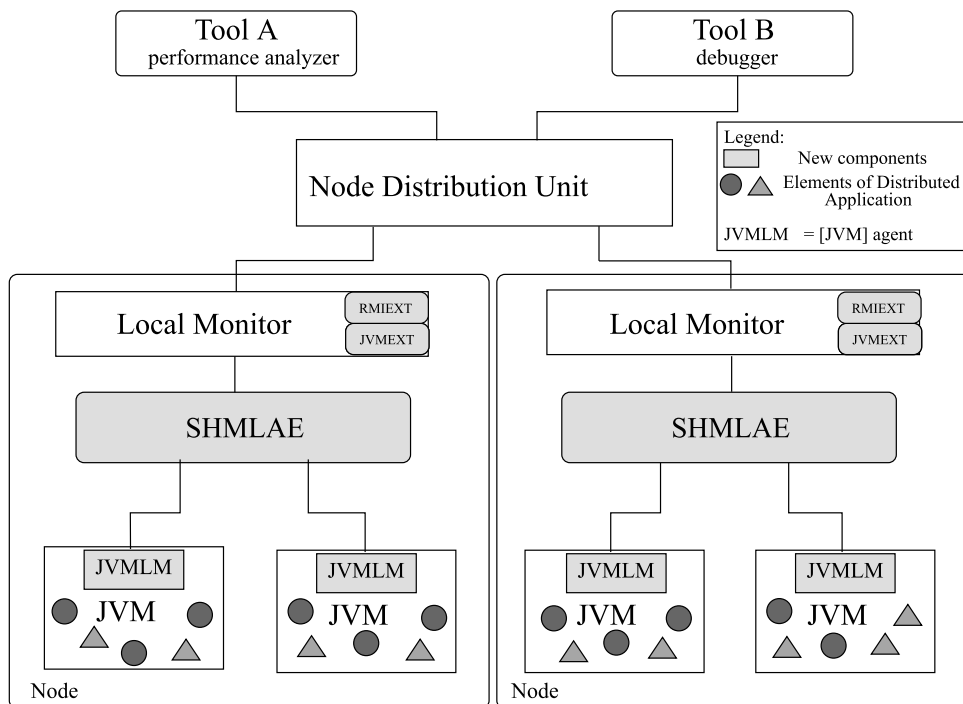 Tool A
performance analyzer
Tool B
debugger
Legend:
New components
Elements of Distributed
Application
JVMLM = [JVM] agent
Node Distribution Unit
Local Monitor
RMIEXT
JVMEXT
SHMLAE
JVMLM
JVM
JVMLM
JVM
Node
Local Monitor
RMIEXT
JVMEXT
SHMLAE
JVMLM
JVM
JVMLM
JVM
Node